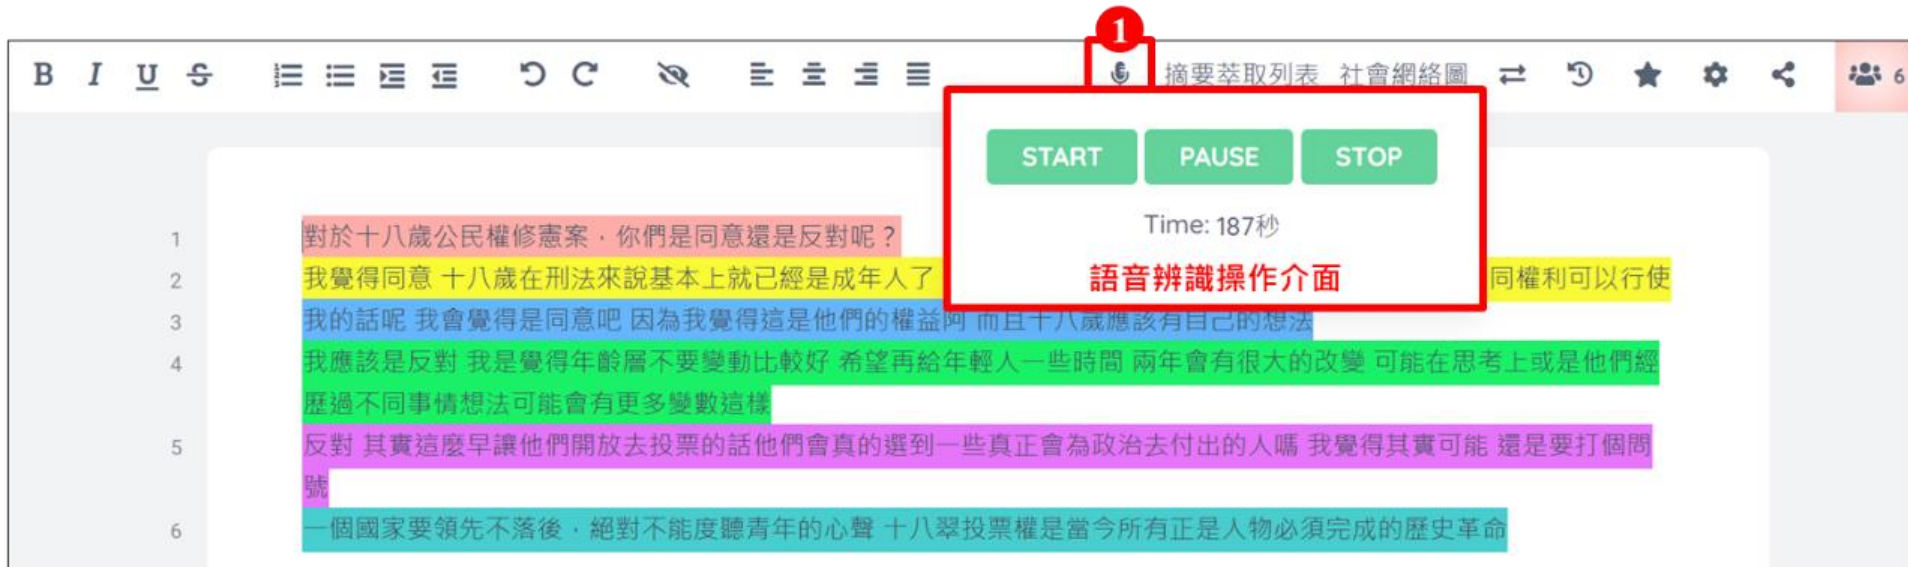 1
B I U S 摘要萃取列表 社會網絡圖 6
START PAUSE STOP
Time: 187秒
語音辨識操作介面
1 對於十八歲公民權修憲案，你們是同意還是反對呢？
2 我覺得同意 十八歲在刑法來說基本上就已經是成年人了 同權利可以行使
3 我的話呢 我會覺得是同意吧 因為我覺得這是他們的權益阿 而且十八歲應該有自己的想法
4 我應該是反對 我是覺得年齡層不要變動比較好 希望再給年輕人一些時間 兩年會有很大的改變 可能在思考上或是他們經
歷過不同事情想法可能會有更多變數這樣
5 反對 其實這麼早讓他們開放去投票的話他們會真的選到一些真正會為政治去付出的人嗎 我覺得其實可能 還是要打個問
號
6 一個國家要領先不落後，絕對不能度聽青年的心聲 十八翠投票權是當今所有正是人物必須完成的歷史革命